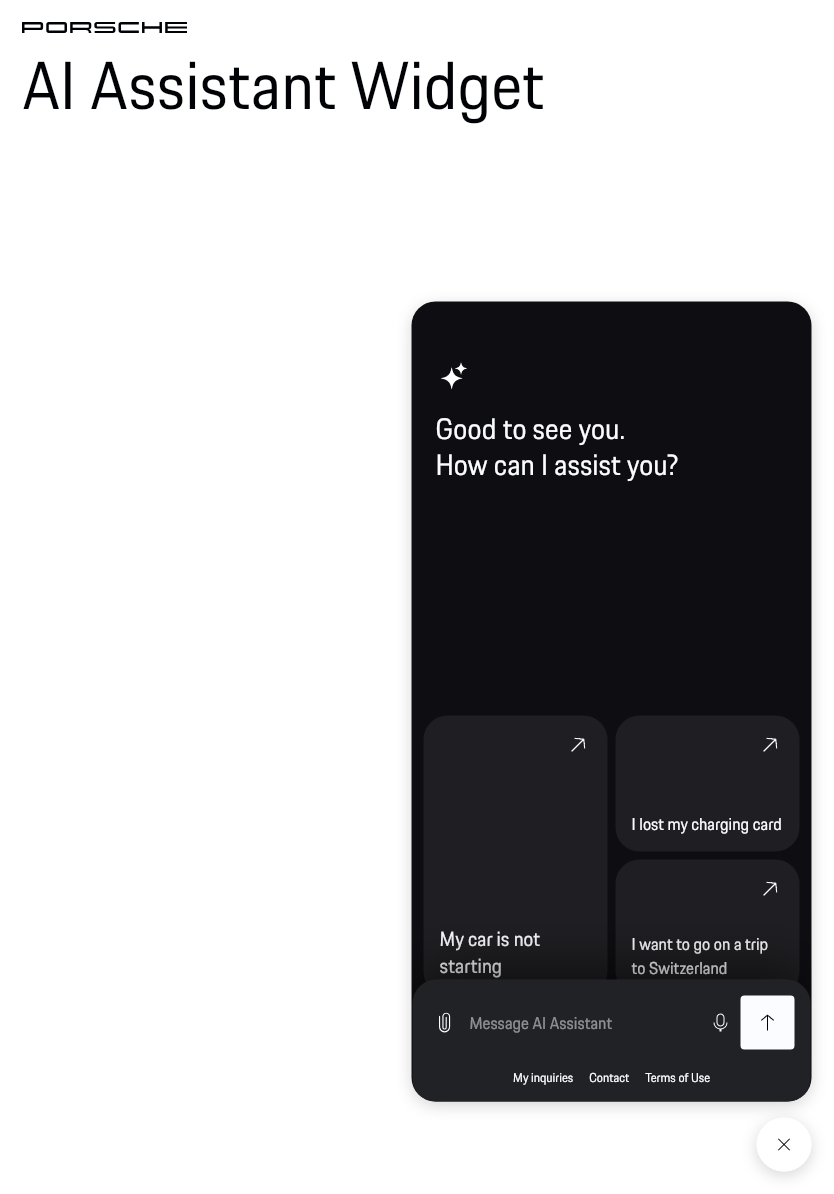 PORSCHE
AI Assistant Widget
Good to see you.
How can I assist you?
I lost my charging card
My car is not
starting
I want to go on a trip
to Switzerland
Message AI Assistant
My inquiries Contact Terms of Use